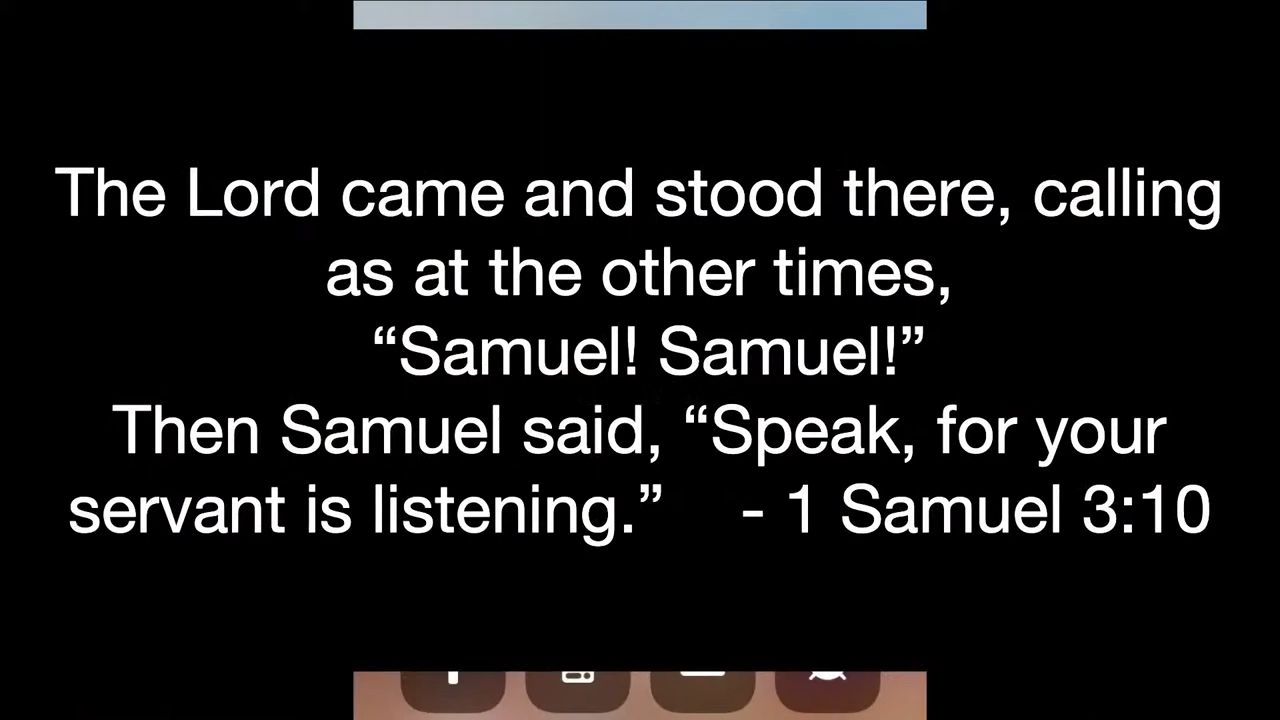 The Lord came and stood there, calling
as at the other times,
“Samuel! Samuel!”
Then Samuel said, “Speak, for your
servant is listening.” - 1 Samuel 3:10